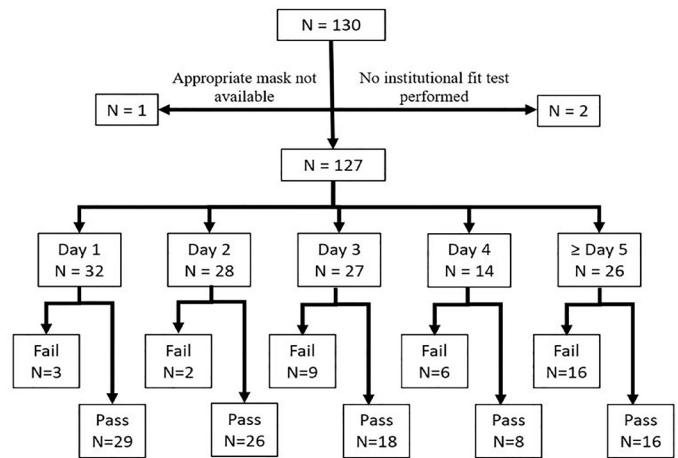 N = 130
Appropriate mask not
available
No institutional fit test
performed
N = 1
N = 2
N = 127
Day 1
N = 32
Day 2
N = 28
Day 3
N = 27
Day 4
N = 14
≥ Day 5
N = 26
Fail
N=3
Fail
N=2
Fail
N=9
Fail
N=6
Fail
N=16
Pass
N=29
Pass
N=26
Pass
N=18
Pass
N=8
Pass
N=16